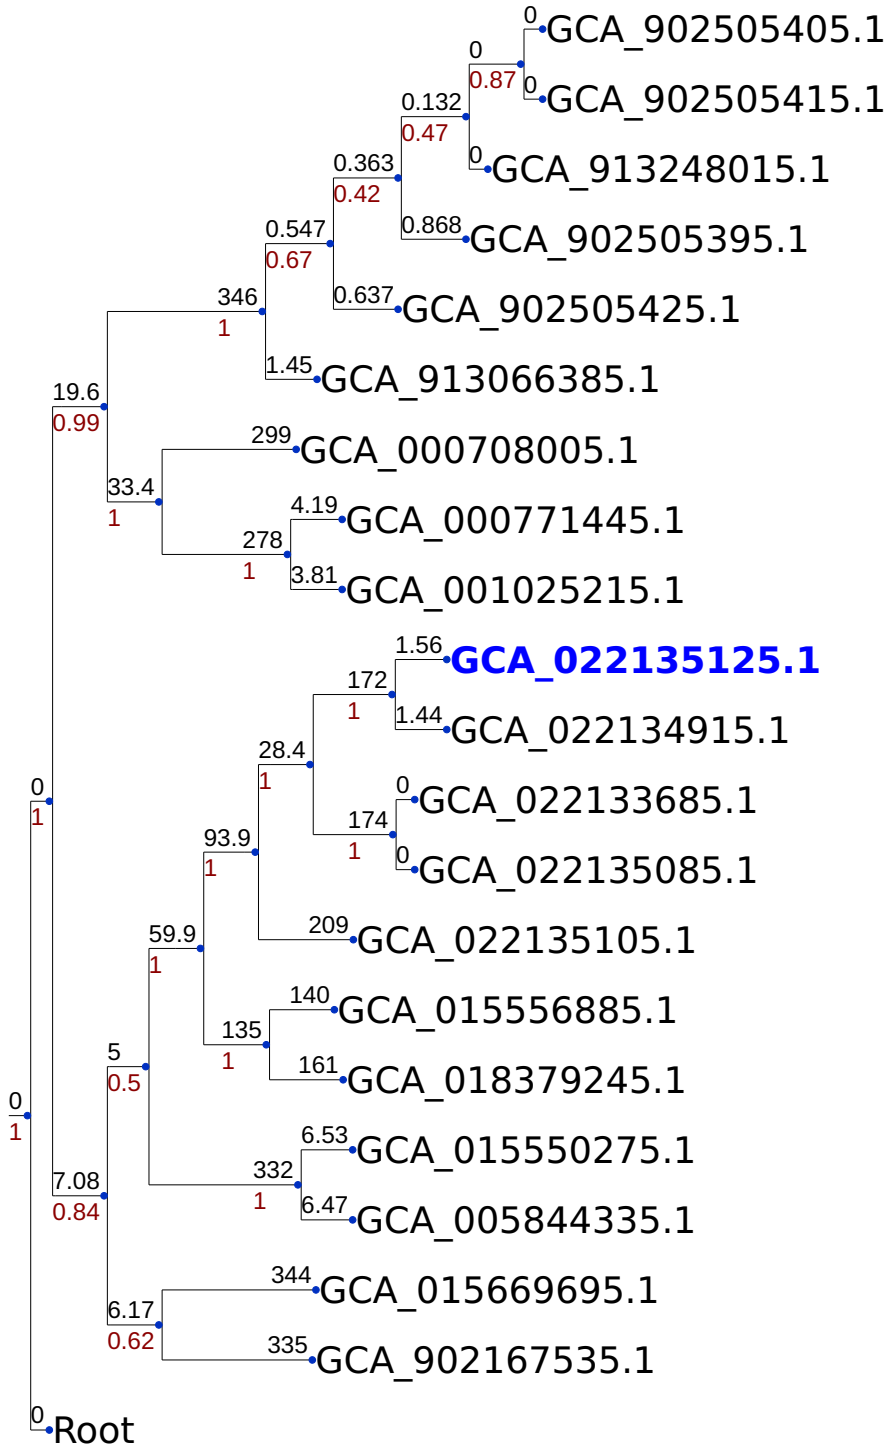 0
GCA_902505405.1
0
0.87
0
GCA_902505415.1
0.132
0.47
0
GCA_913248015.1
0.363
0.42
0.868
GCA_902505395.1
0.547
0.67
0.637
GCA_902505425.1
346
1
1.45
GCA_913066385.1
19.6
0.99
299
GCA_000708005.1
33.4
1
4.19
GCA_000771445.1
278
1
3.81
GCA_001025215.1
1.56
GCA_022135125.1
172
1
1.44
GCA_022134915.1
28.4
1
0
GCA_022133685.1
0
1
174
1
0
GCA_022135085.1
93.9
1
209
GCA_022135105.1
59.9
1
140
GCA_015556885.1
135
1
161
GCA_018379245.1
5
0.5
0
1
6.53
GCA_015550275.1
332
1
7.08
0.84
6.47
GCA_005844335.1
344
GCA_015669695.1
6.17
0.62
335
GCA_902167535.1
0
Root